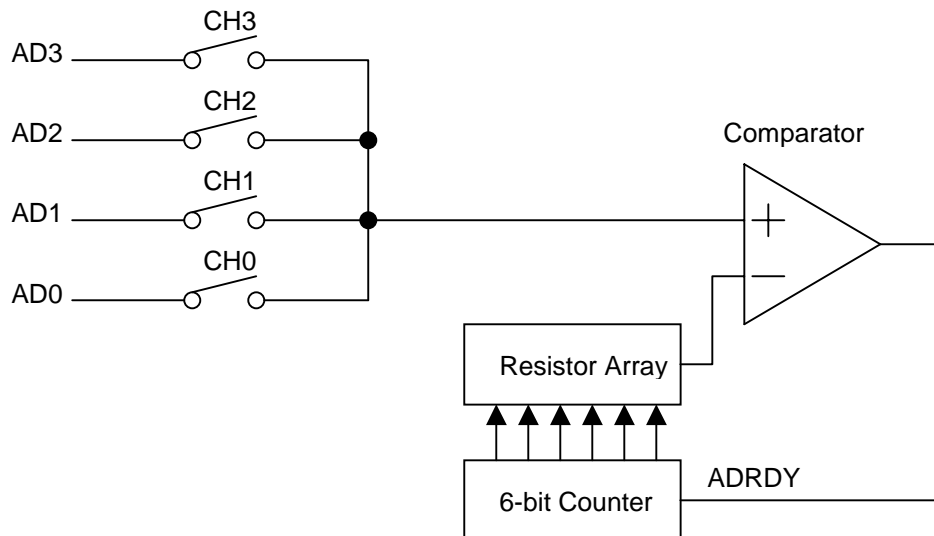 CH3
AD3
CH2
AD2
Comparator
CH1
AD1
CH0
AD0
Resistor Array
ADRDY
6-bit Counter